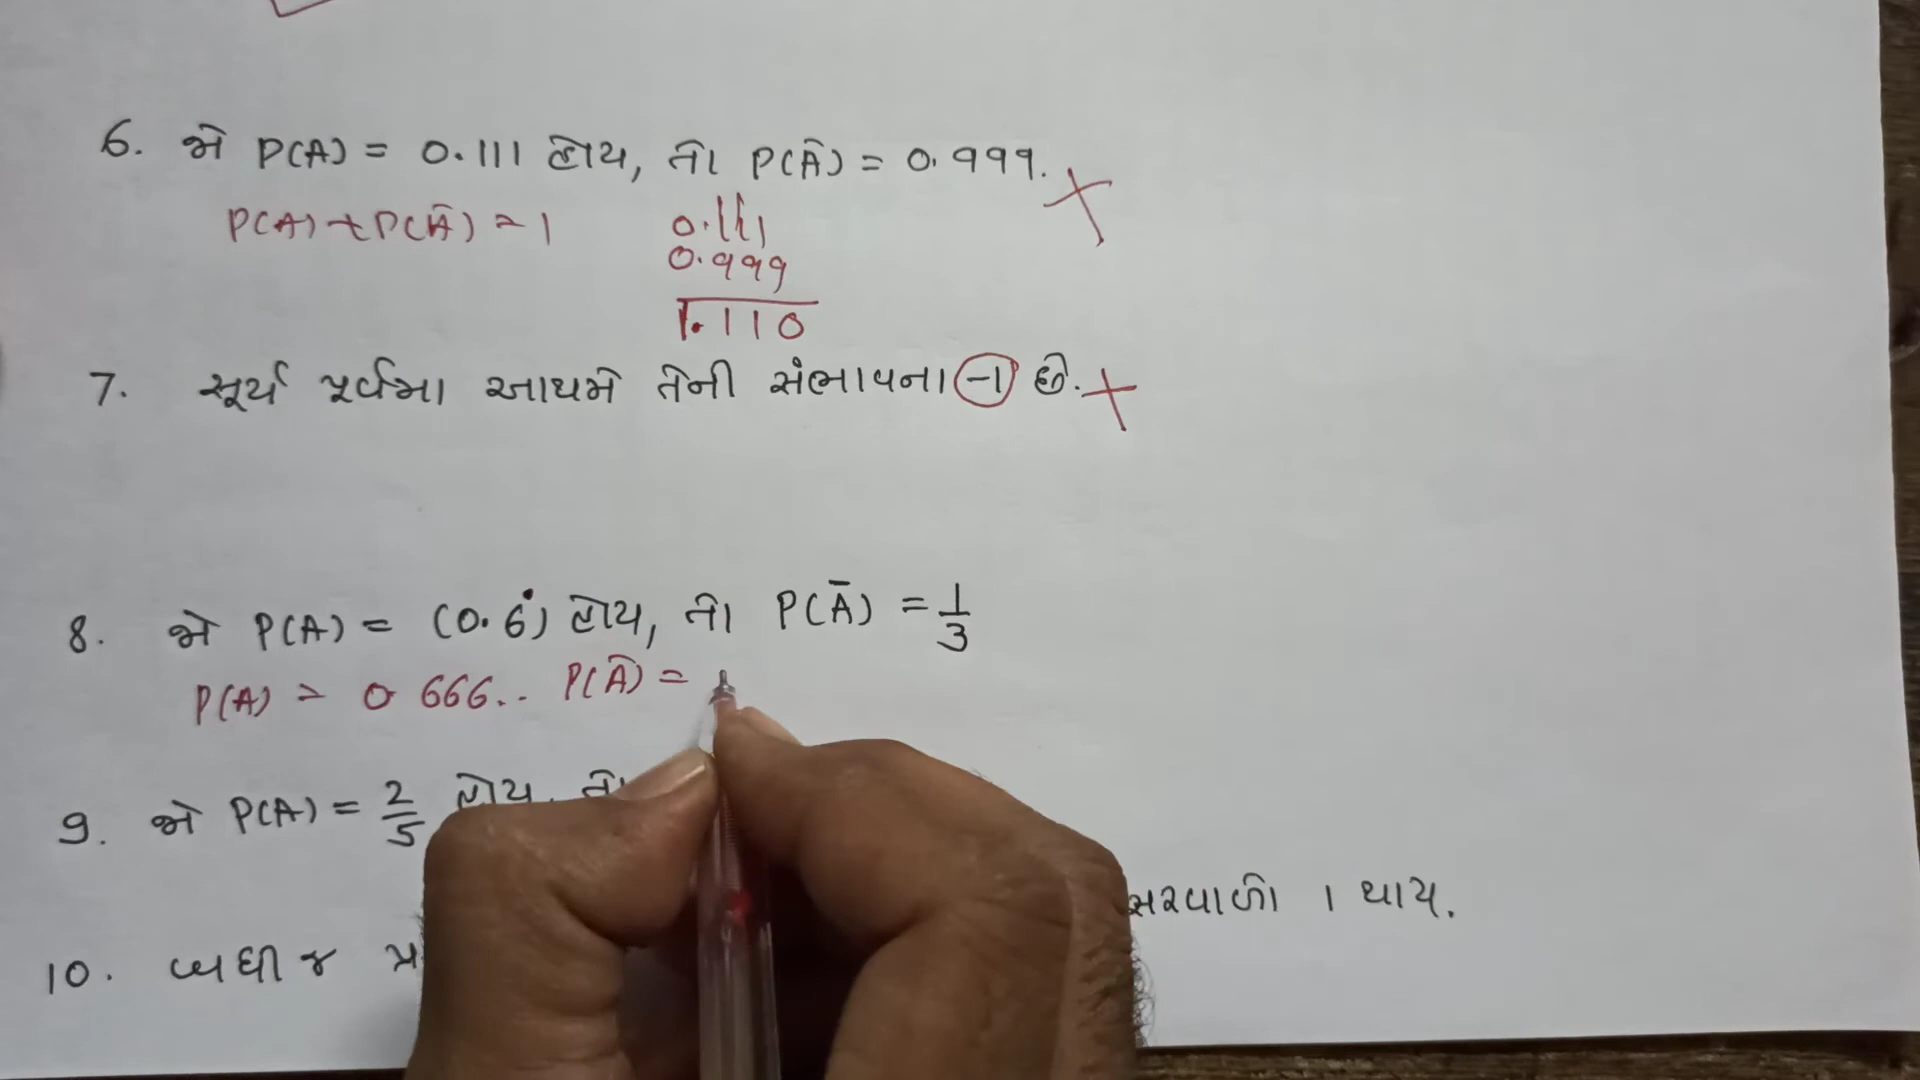 6. જો P(A) = 0.111 હોય, તો P(Ā) = 0.999.
P(A) + P(Ā) = 1
0.111
0.999
1.110
7. સૂર્ય પૂર્વમાં આથમે તેની સંભાવના -1 છે.
8. જો P(A) = (0.6̇) હોય, તો P(Ā) = 1/3
P(A) = 0 666.. P(Ā) =
9. જો P(A) = 2/5 હોય, તો
10. બધી જ સરવાળો 1 થાય.